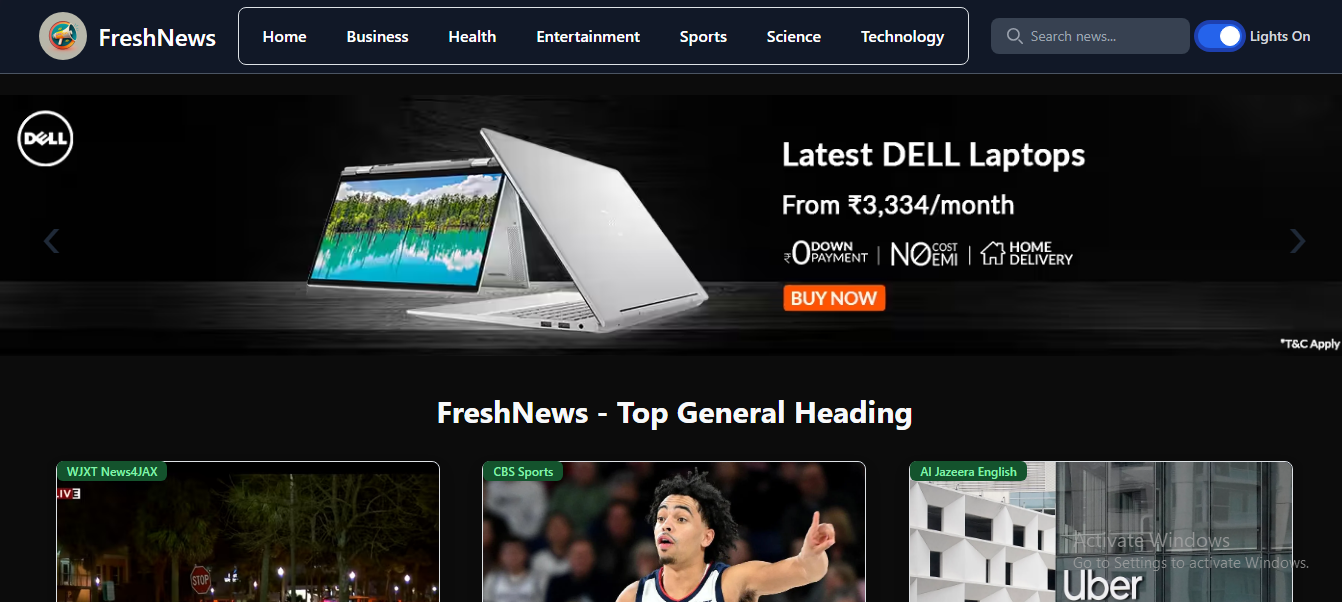 FreshNews
Home
Business
Health
Entertainment
Sports
Science
Technology
Search news...
Lights On
DELL
Latest DELL Laptops
From ₹3,334/month
₹0 DOWN PAYMENT | NO COST EMI | HOME DELIVERY
BUY NOW
*T&C Apply
FreshNews - Top General Heading
WJXT News4JAX
CBS Sports
Al Jazeera English
IVE
STOP
Uber
Activate Windows
Go to Settings to activate Windows.